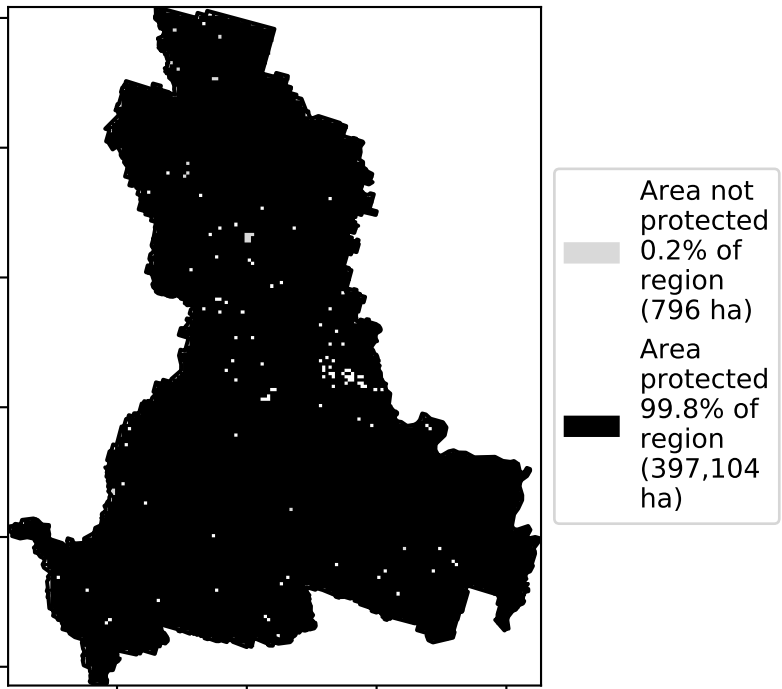 Area not
protected
0.2% of
region
(796 ha)
Area
protected
99.8% of
region
(397,104
ha)